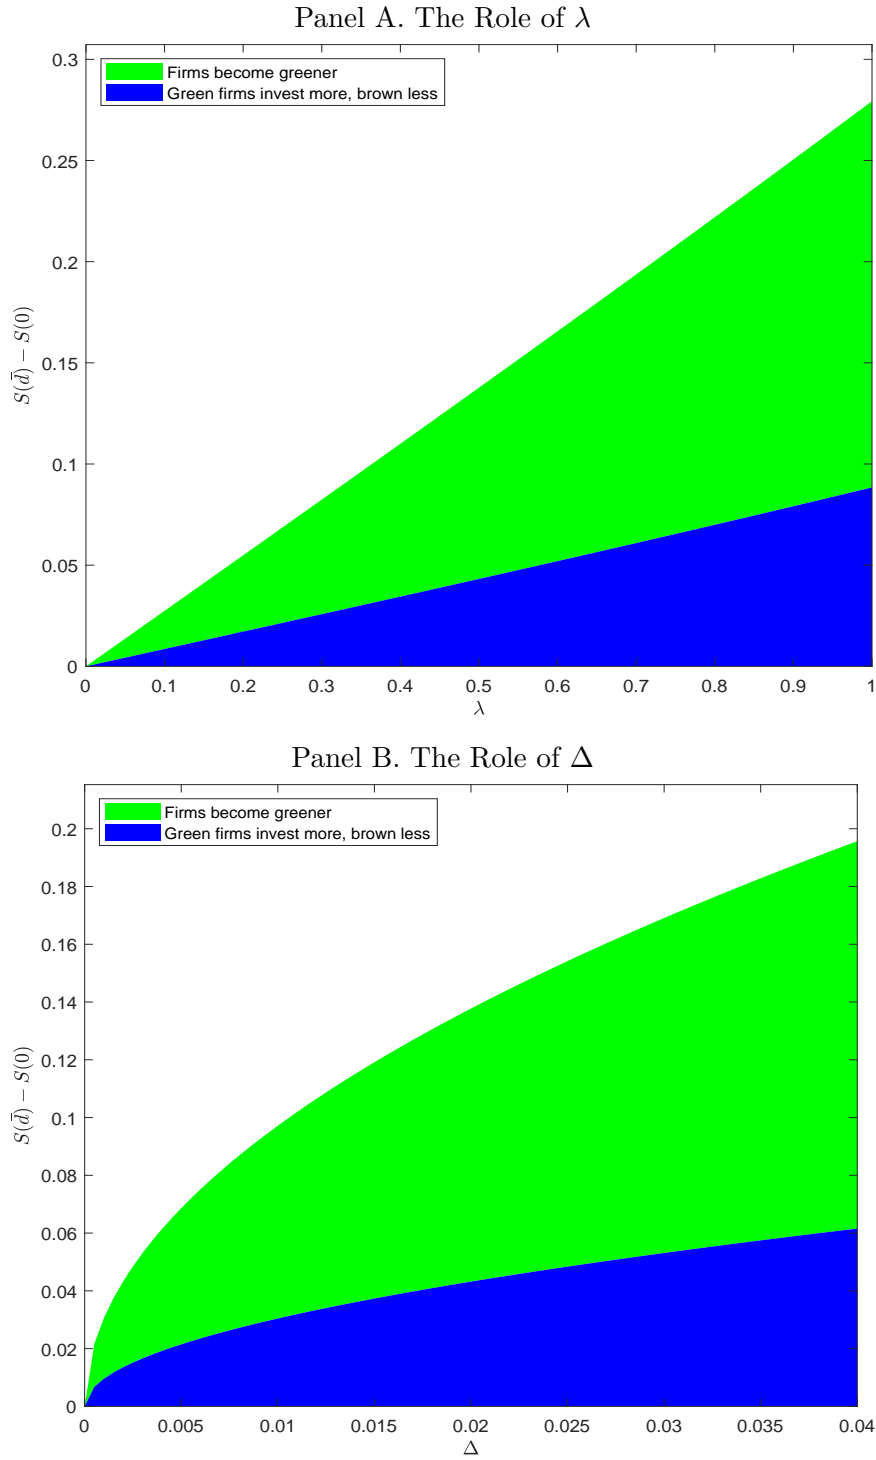 Panel A. The Role of λ
0.3
0.25
0.2
0.15
0.1
0.05
0
S(d̄) − S(0)
Firms become greener
Green firms invest more, brown less
0 0.1 0.2 0.3 0.4 0.5 0.6 0.7 0.8 0.9 1
λ
Panel B. The Role of Δ
0.2
0.18
0.16
0.14
0.12
0.1
0.08
0.06
0.04
0.02
0
S(d̄) − S(0)
Firms become greener
Green firms invest more, brown less
0 0.005 0.01 0.015 0.02 0.025 0.03 0.035 0.04
Δ